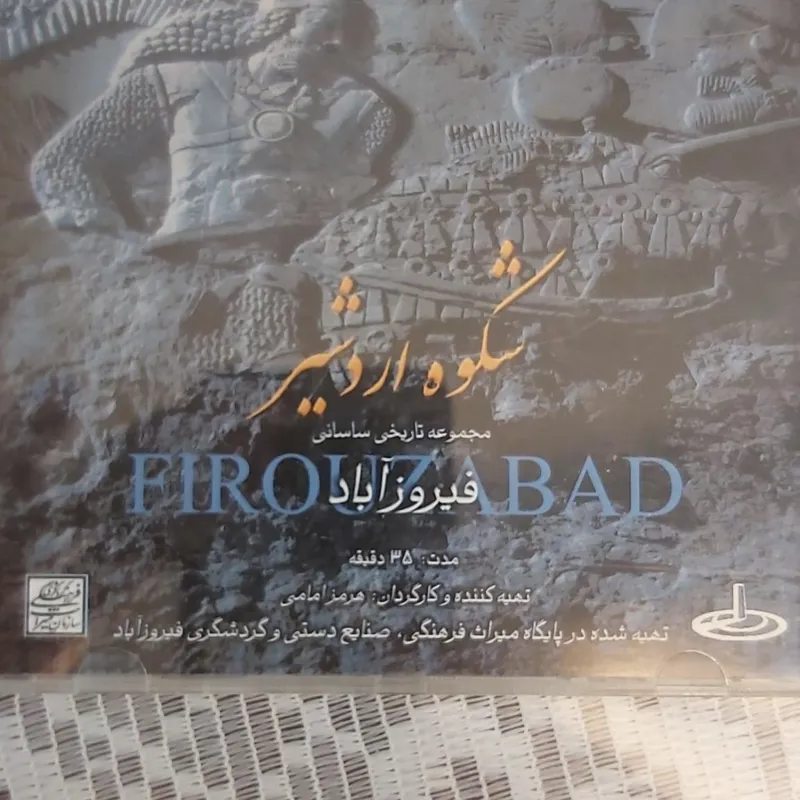 شکوه اردشیر
مجموعه تاریخی ساسانی
FIROUZABAD
فیروزآباد
مدت: ۳۵ دقیقه
تهیه کننده و کارگردان: هرمز امامی
تهیه شده در پایگاه میراث فرهنگی، صنایع دستی و گردشگری فیروزآباد